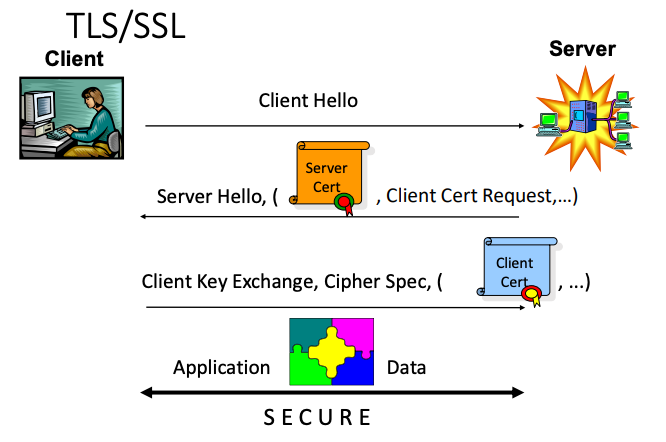 TLS/SSL
Client
Server
Client Hello
Server Hello, ( Server Cert , Client Cert Request,...)
Client Key Exchange, Cipher Spec, ( Client Cert , ...)
Application Data
S E C U R E